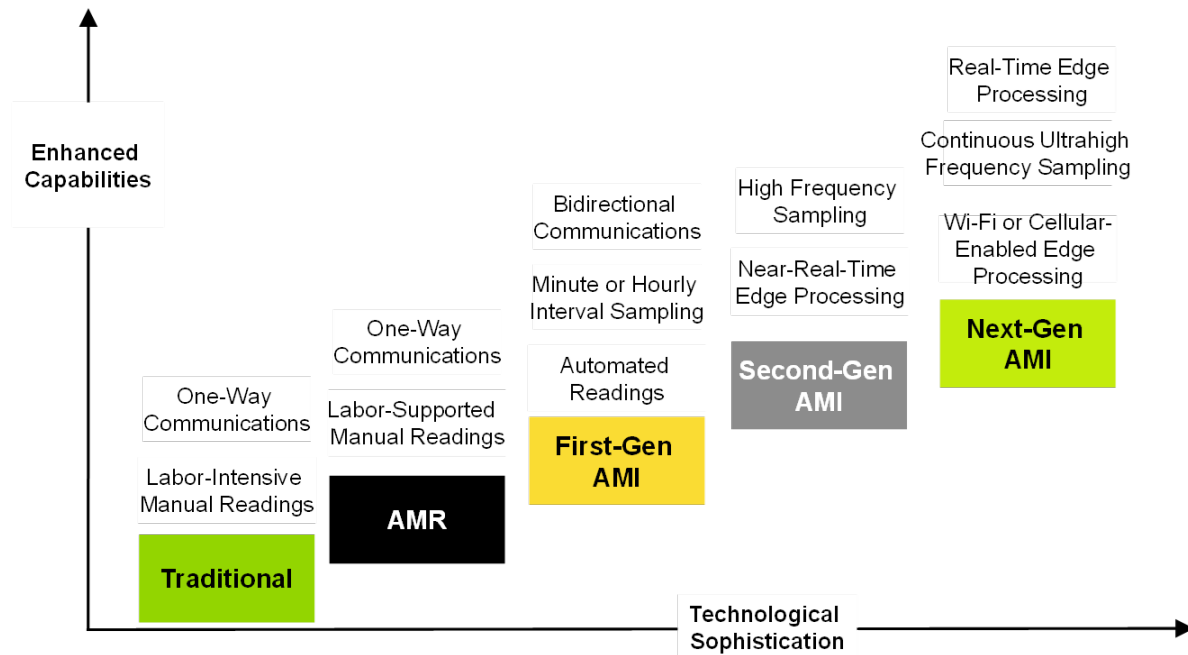 Enhanced
Capabilities
One-Way
Communications
Labor-Intensive
Manual Readings
Traditional
One-Way
Communications
Labor-Supported
Manual Readings
AMR
Bidirectional
Communications
Minute or Hourly
Interval Sampling
Automated
Readings
First-Gen
AMI
High Frequency
Sampling
Near-Real-Time
Edge Processing
Second-Gen
AMI
Real-Time Edge
Processing
Continuous Ultrahigh
Frequency Sampling
Wi-Fi or Cellular-
Enabled Edge
Processing
Next-Gen
AMI
Technological
Sophistication